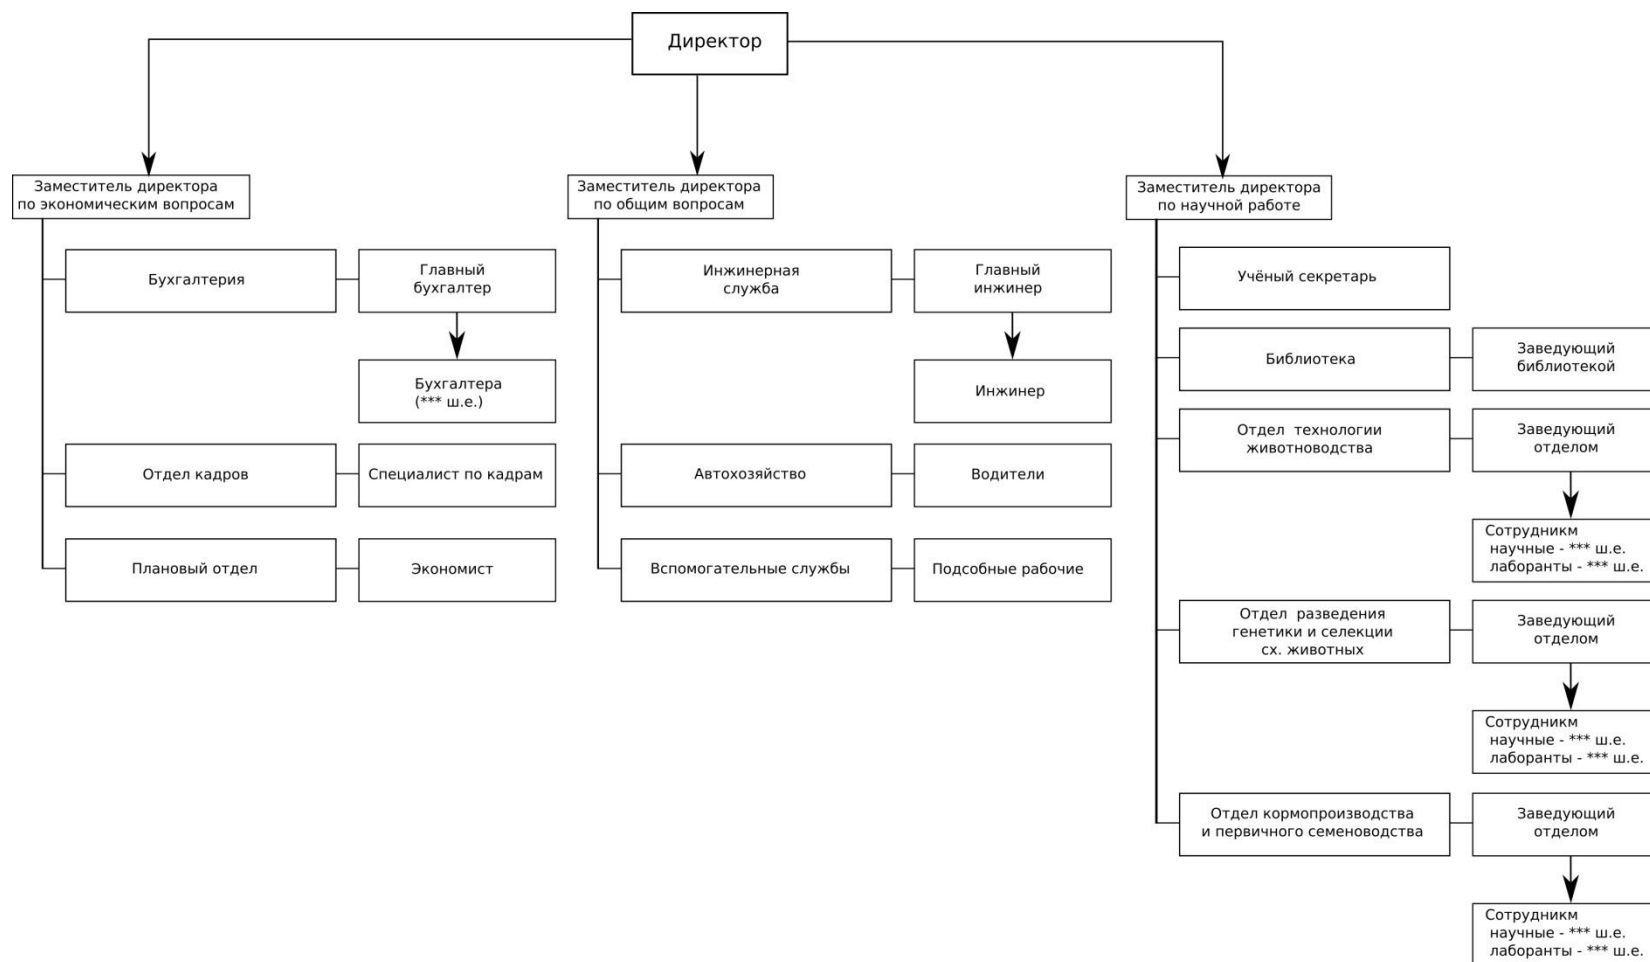 Директор
Заместитель директора
по экономическим вопросам
Бухгалтерия
Главный
бухгалтер
Бухгалтера
(*** ш.е.)
Отдел кадров
Специалист по кадрам
Плановый отдел
Экономист
Заместитель директора
по общим вопросам
Инжинерная
служба
Главный
инжинер
Инжинер
Автохозяйство
Водители
Вспомогательные службы
Подсобные рабочие
Заместитель директора
по научной работе
Учёный секретарь
Библиотека
Заведующий
библиотекой
Отдел технологии
животноводства
Заведующий
отделом
Сотрудникм
научные - *** ш.е.
лаборанты - *** ш.е.
Отдел разведения
генетики и селекции
сх. животных
Заведующий
отделом
Сотрудникм
научные - *** ш.е.
лаборанты - *** ш.е.
Отдел кормопроизводства
и первичного семеноводства
Заведующий
отделом
Сотрудникм
научные - *** ш.е.
лаборанты - *** ш.е.